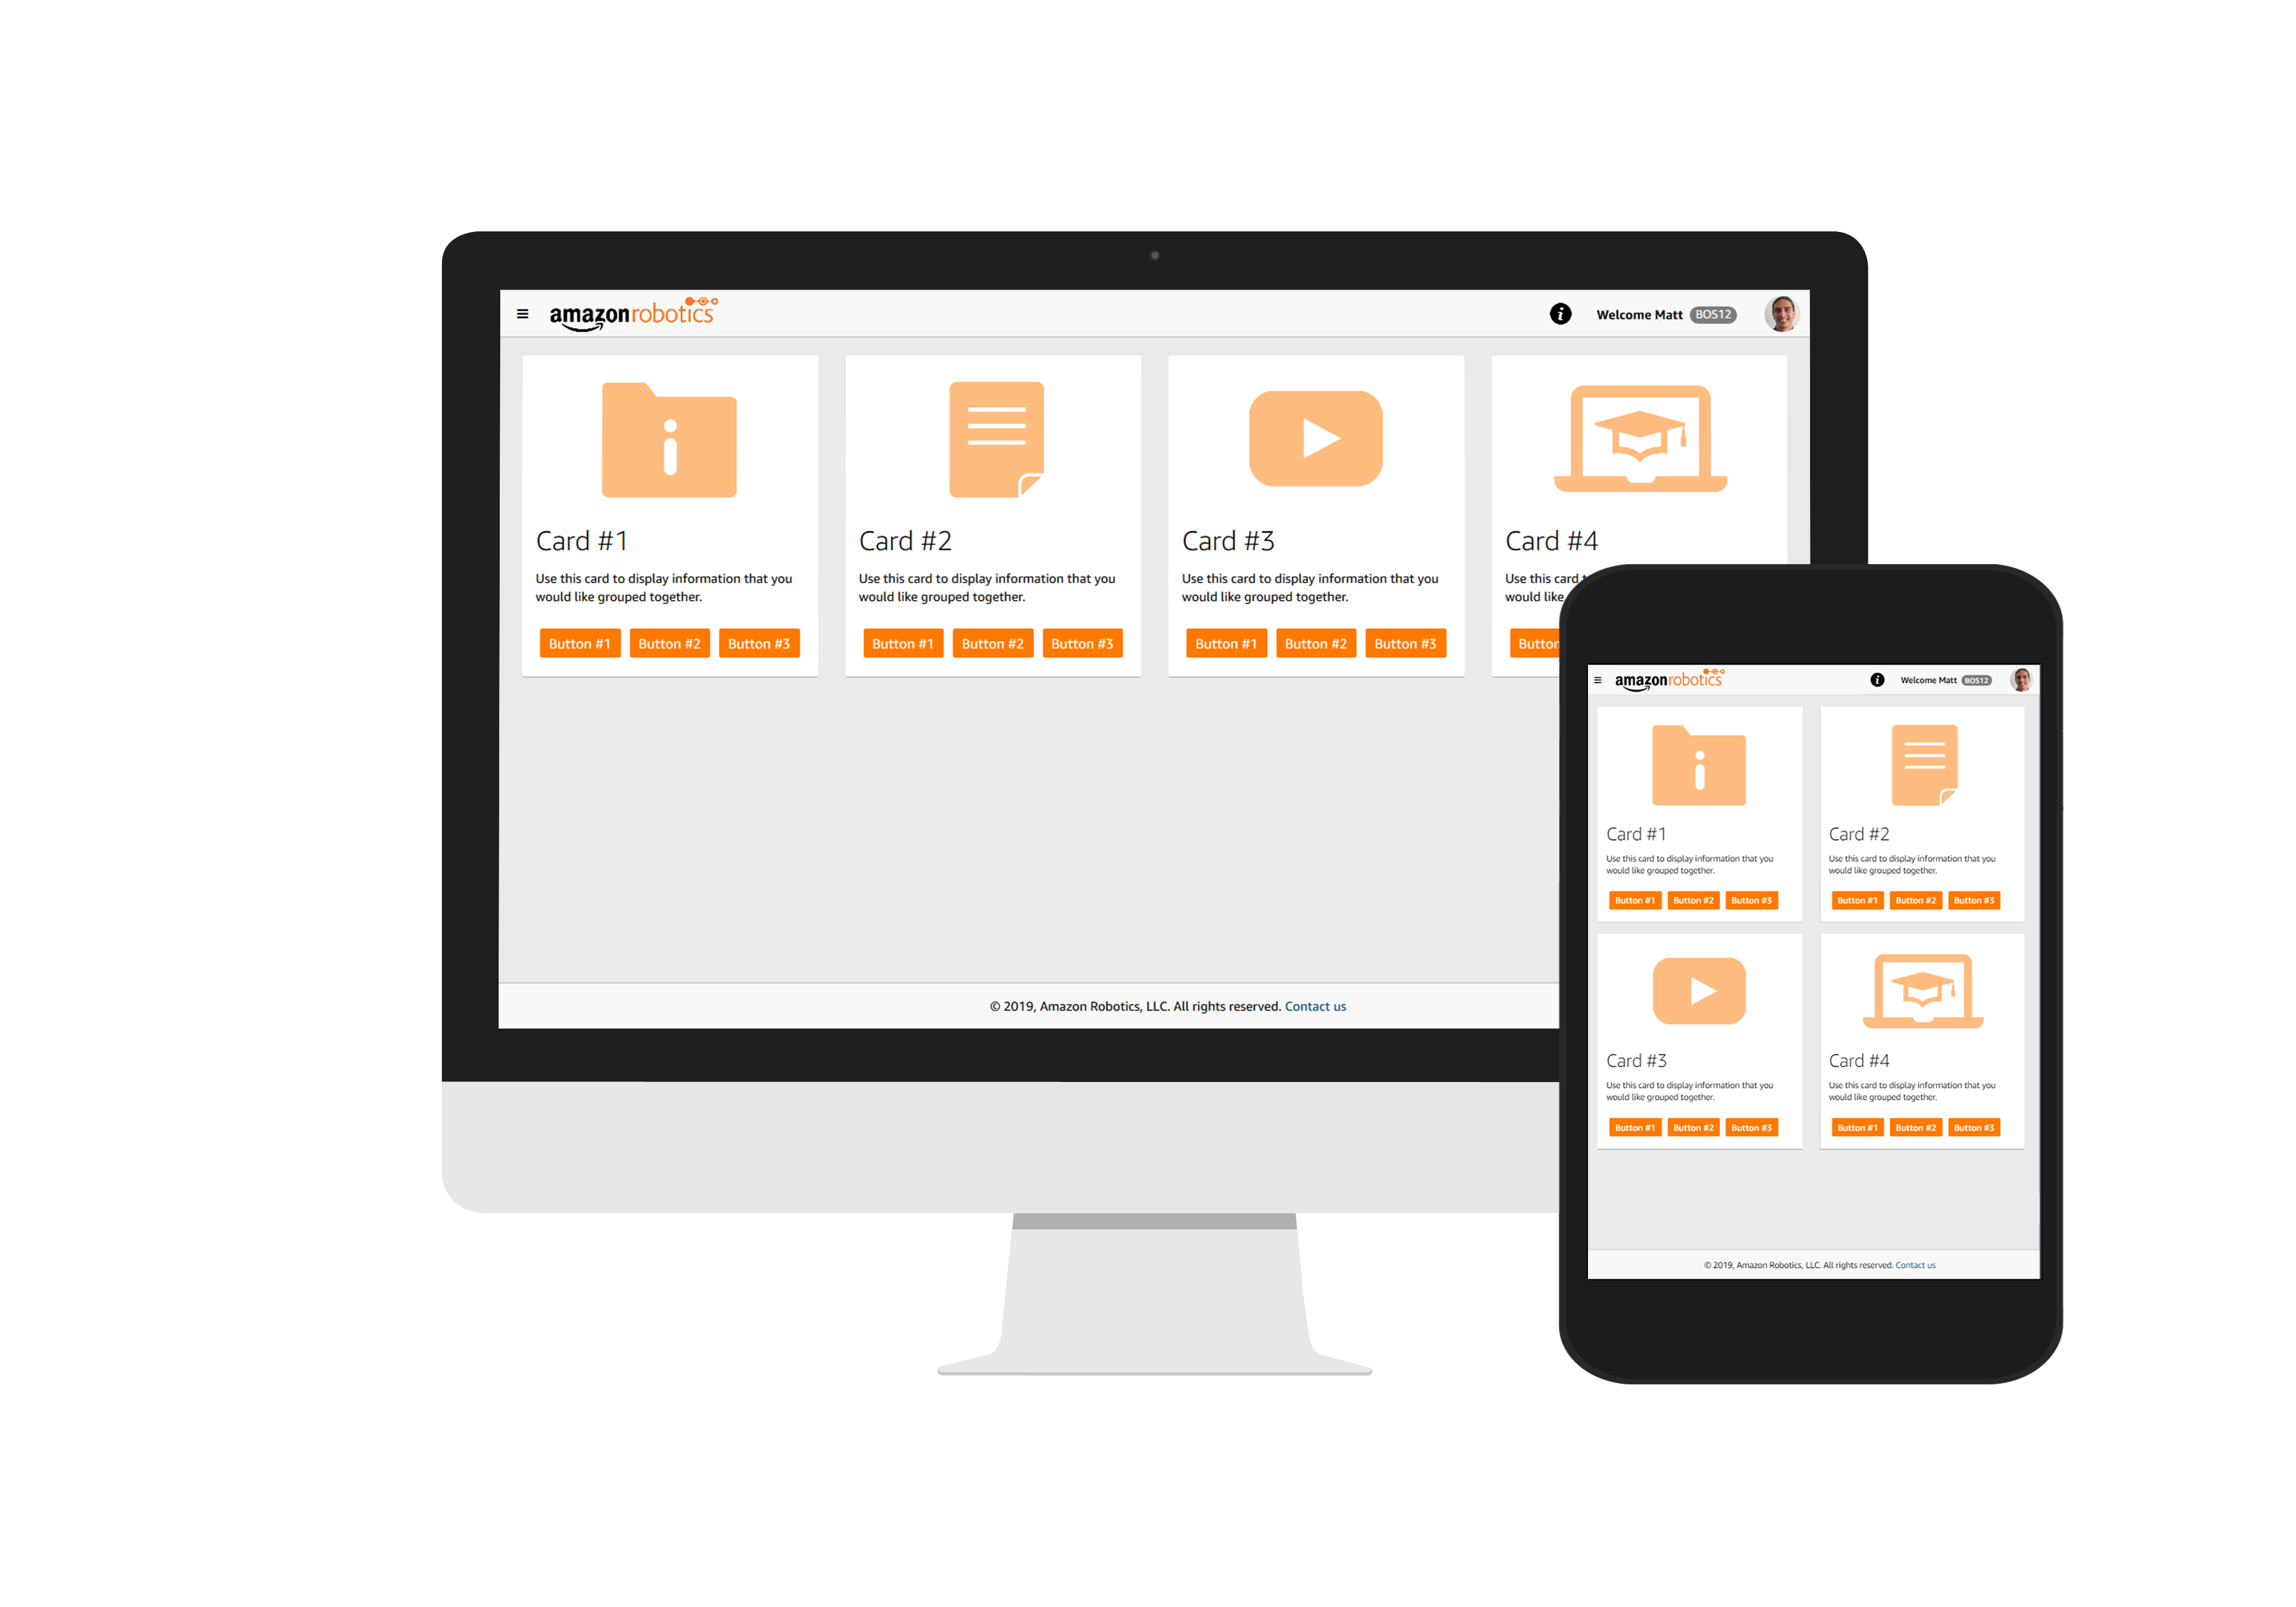 amazonrobotics
Welcome Matt BOS12
Card #1
Use this card to display information that you
would like grouped together.
Button #1 Button #2 Button #3
Card #2
Use this card to display information that you
would like grouped together.
Button #1 Button #2 Button #3
Card #3
Use this card to display information that you
would like grouped together.
Button #1 Button #2 Button #3
Card #4
Use this card
would like
Button
© 2019, Amazon Robotics, LLC. All rights reserved. Contact us
amazonrobotics
Welcome Matt BOS12
Card #1
Use this card to display information that you
would like grouped together.
Button #1 Button #2 Button #3
Card #2
Use this card to display information that you
would like grouped together.
Button #1 Button #2 Button #3
Card #3
Use this card to display information that you
would like grouped together.
Button #1 Button #2 Button #3
Card #4
Use this card to display information that you
would like grouped together.
Button #1 Button #2 Button #3
© 2019, Amazon Robotics, LLC. All rights reserved. Contact us